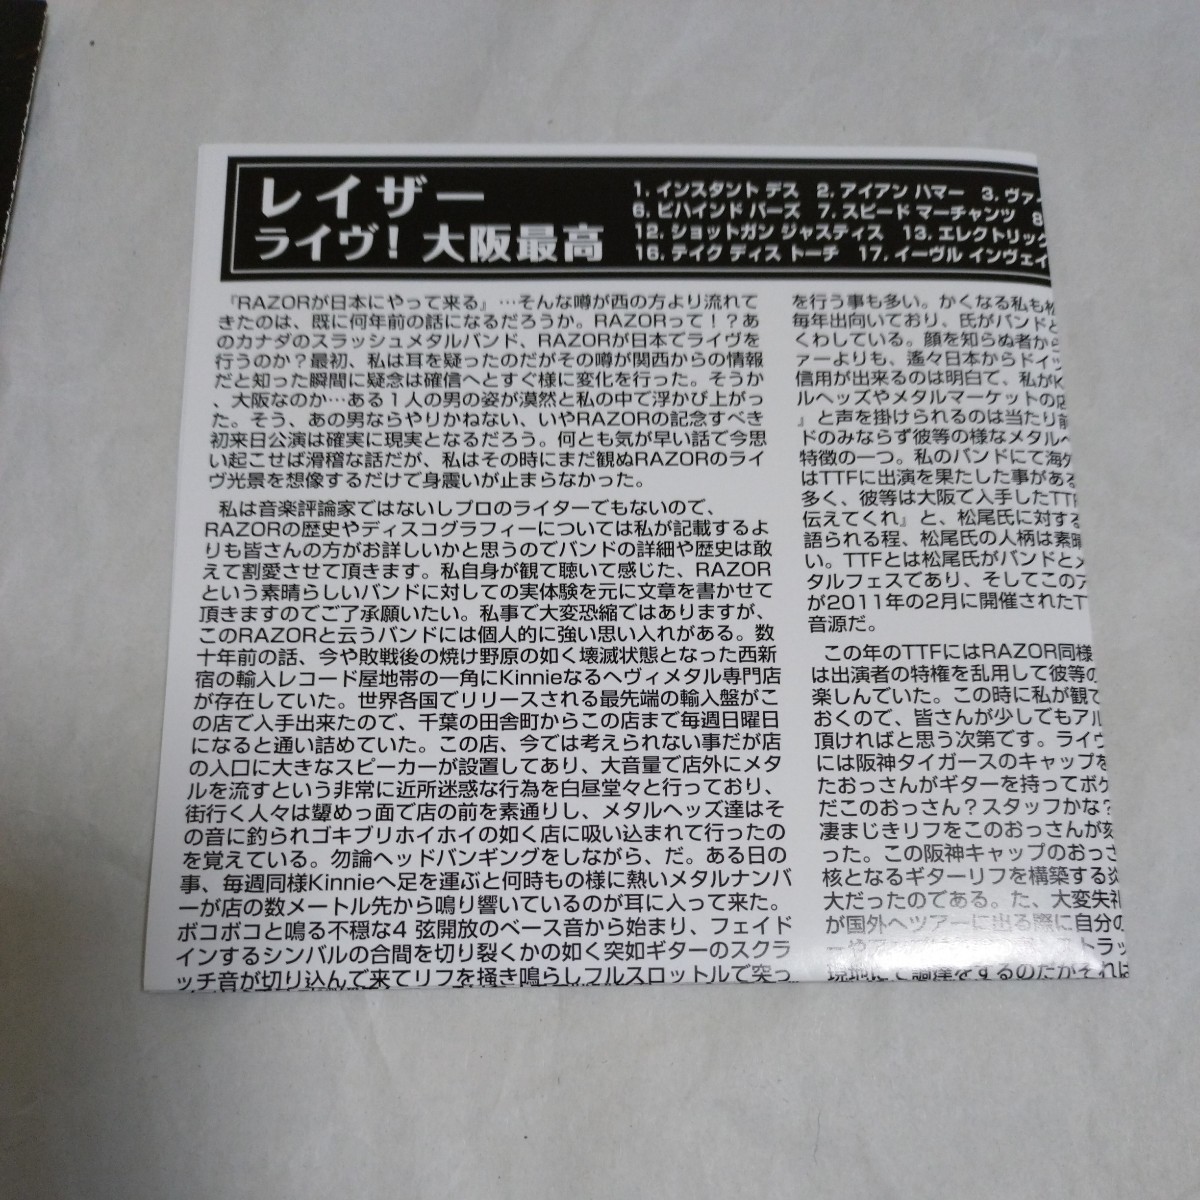 レイザー
ライヴ！大阪最高
1. インスタント デス　2. アイアン ハマー　3. ヴァー
6. ビハインド バーズ　7. スピード マーチャンツ　8
12. ショットガン ジャスティス　13. エレクトリック
16. テイク ディス トーチ　17. イーヴル インヴェイ
『RAZORが日本にやって来る』…そんな噂が西の方より流れて
きたのは、既に何年前の話になるだろうか。RAZORって！？あ
のカナダのスラッシュメタルバンド、RAZORが日本でライヴを
行うのか？最初、私は耳を疑ったのだがその噂が関西からの情報
だと知った瞬間に疑念は確信へとすぐ様に変化を行った。そうか
、大阪なのか…ある１人の男の姿が漠然と私の中で浮かび上がっ
た。そう、あの男ならやりかねない、いやRAZORの記念すべき
初来日公演は確実に現実となるだろう。何とも気が早い話で今思
い起こせば滑稽な話だが、私はその時にまだ観ぬRAZORのライ
ヴ光景を想像するだけで身震いが止まらなかった。
私は音楽評論家ではないしプロのライターでもないので、
RAZORの歴史やディスコグラフィーについては私が記載するよ
りも皆さんの方がお詳しいかと思うのでバンドの詳細や歴史は敢
えて割愛させて頂きます。私自身が観て聴いて感じた、RAZOR
という素晴らしいバンドに対しての実体験を元に文章を書かせて
頂きますのでご了承願いたい。私事で大変恐縮ではありますが、
このRAZORと云うバンドには個人的に強い思い入れがある。数
十年前の話、今や敗戦後の焼け野原の如く壊滅状態となった西新
宿の輸入レコード屋地帯の一角にKinnieなるヘヴィメタル専門店
が存在していた。世界各国でリリースされる最先端の輸入盤がこ
の店で入手出来たので、千葉の田舎町からこの店まで毎週日曜日
になると通い詰めていた。この店、今では考えられない事だが店
の入口に大きなスピーカーが設置してあり、大音量で店外にメタ
ルを流すという非常に近所迷惑な行為を白昼堂々と行っており、
街行く人々は顰めっ面で店の前を素通りし、メタルヘッズ達はそ
の音に釣られゴキブリホイホイの如く店に吸い込まれて行ったの
を覚えている。勿論ヘッドバンギングをしながら、だ。ある日の
事、毎週同様Kinnieへ足を運ぶと何時もの様に熱いメタルナンバ
ーが店の数メートル先から鳴り響いているのが耳に入って来た。
ボコボコと鳴る不穏な4 弦開放のベース音から始まり、フェイド
インするシンバルの合間を切り裂くかの如く突如ギターのスクラ
ッチ音が切り込んで来てリフを掻き鳴らしフルスロットルで突っ
を行う事も多い。かくなる私も松
毎年出向いており、氏がバンドと
くわしている。顔を知らぬ者から
ァーよりも、遙々日本からドイツ
信用が出来るのは明白で、私がK
ルヘッズやメタルマーケットの店
』と声を掛けられるのは当たり前
ドのみならず彼等の様なメタルヘ
特徴の一つ。私のバンドにて海外
はTTFに出演を果たした事がある
多く、彼等は大阪で入手したTTF
伝えてくれ』と、松尾氏に対する
語られる程、松尾氏の人柄は素晴
い。TTFとは松尾氏がバンドとメ
タルフェスであり、そしてこのア
が2011年の2月に開催されたT
音源だ。
この年のTTFにはRAZOR同様
は出演者の特権を乱用して彼等の
楽しんでいた。この時に私が観て
おくので、皆さんが少しでもアル
頂ければと思う次第です。ライヴ
には阪神タイガースのキャップを
たおっさんがギターを持ってボケ
だこのおっさん？スタッフかな？
凄まじきリフをこのおっさんが刻
った。この阪神キャップのおっさ
核となるギターリフを構築する炎
大だったのである。た、大変失礼
が国外へツアーに出る際に自分の
現地にて調達をするのだがそれは